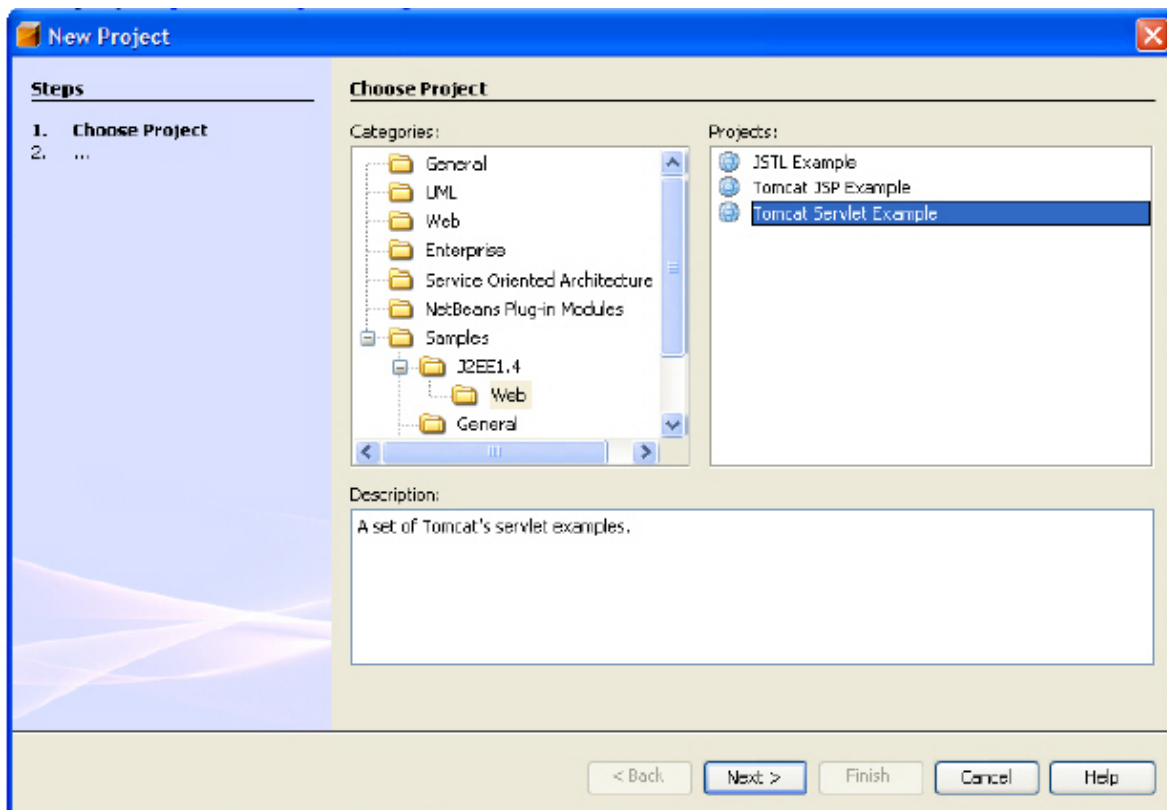 New Project
Steps
1. Choose Project
2. ...
Choose Project
Categories:
General
UML
Web
Enterprise
Service Oriented Architecture
NetBeans Plug-in Modules
Samples
J2EE1.4
Web
General
Projects:
JSTL Example
Tomcat JSP Example
Tomcat Servlet Example
Description:
A set of Tomcat's servlet examples.
< Back
Next >
Finish
Cancel
Help